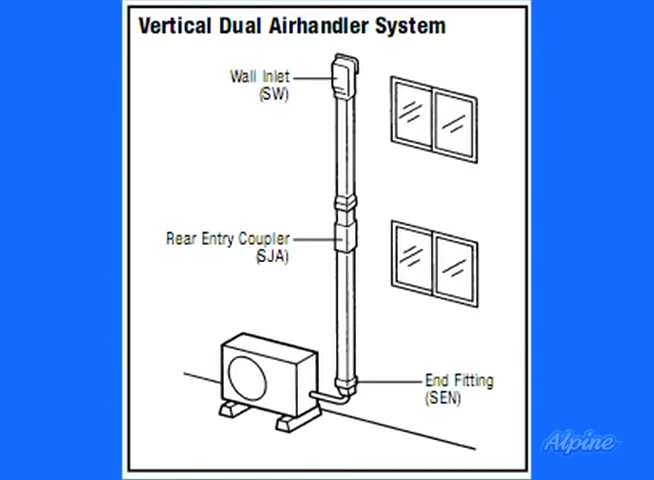 Vertical Dual Airhandler System
Wall Inlet
(SW)
Rear Entry Coupler
(SJA)
End Fitting
(SEN)
Alpine